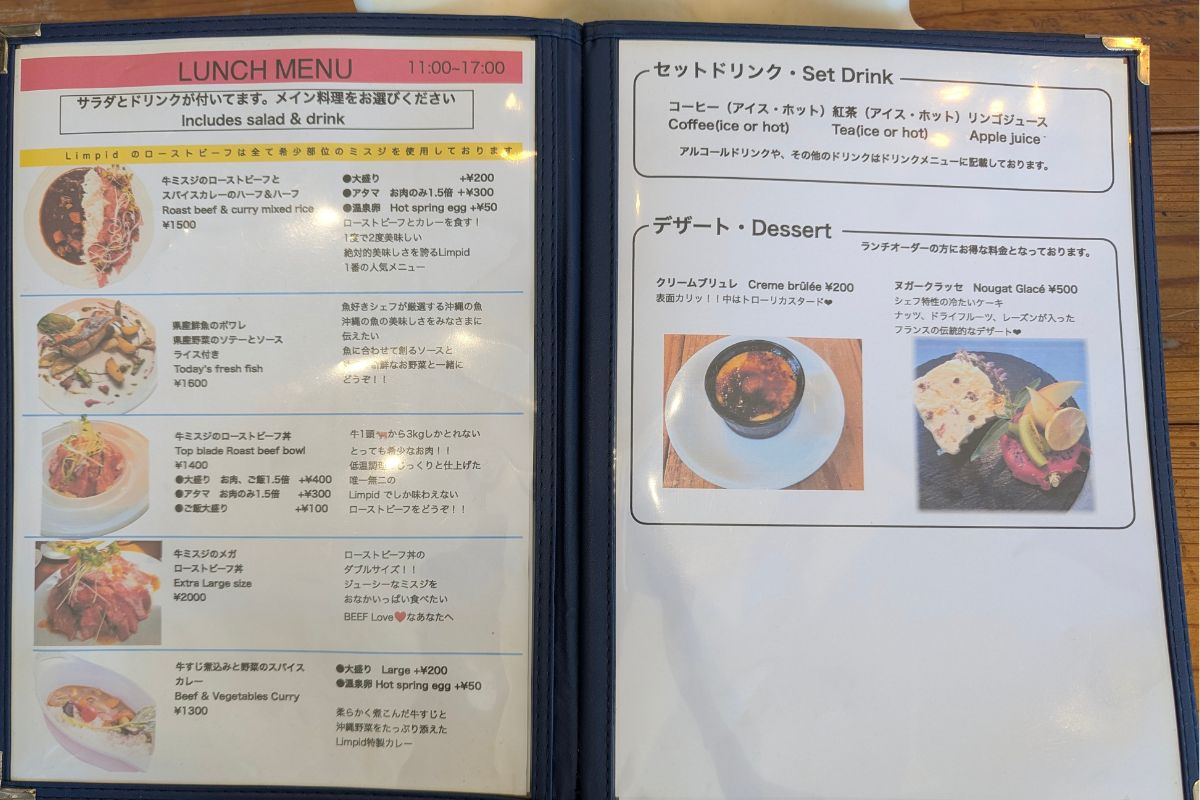 LUNCH MENU 11:00~17:00
サラダとドリンクが付いてます。メイン料理をお選びください
Includes salad & drink
Limpid のローストビーフは全て希少部位のミスジを使用しております
牛ミスジのローストビーフと
スパイスカレーのハーフ&ハーフ
Roast beef & curry mixed rice
¥1500
●大盛り +¥200
●アタマ お肉のみ1.5倍 +¥300
●温泉卵 Hot spring egg +¥50
ローストビーフとカレーを食す！
1度で2度美味しい
絶対的美味しさを誇るLimpid
1番の人気メニュー
県産鮮魚のポワレ
県産野菜のソテーとソース
ライス付き
Today's fresh fish
¥1600
魚好きシェフが厳選する沖縄の魚
沖縄の魚の美味しさをみなさまに
伝えたい
魚に合わせて創るソースと
新鮮なお野菜と一緒に
どうぞ！！
牛ミスジのローストビーフ丼
Top blade Roast beef bowl
¥1400
●大盛り お肉、ご飯1.5倍 +¥400
●アタマ お肉のみ1.5倍 +¥300
●ご飯大盛り +¥100
牛1頭🐂から3kgしかとれない
とっても希少なお肉！！
低温調理 じっくりと仕上げた
唯一無二の
Limpid でしか味わえない
ローストビーフをどうぞ！！
牛ミスジのメガ
ローストビーフ丼
Extra Large size
¥2000
ローストビーフ丼の
ダブルサイズ！！
ジューシーなミスジを
おなかいっぱい食べたい
BEEF Love❤️なあなたへ
牛すじ煮込みと野菜のスパイス
カレー
Beef & Vegetables Curry
¥1300
●大盛り Large +¥200
●温泉卵 Hot spring egg +¥50
柔らかく煮こんだ牛すじと
沖縄野菜をたっぷり添えた
Limpid特製カレー
セットドリンク・Set Drink
コーヒー（アイス・ホット）紅茶（アイス・ホット）リンゴジュース
Coffee(ice or hot) Tea(ice or hot) Apple juice
アルコールドリンクや、その他のドリンクはドリンクメニューに記載しております。
デザート・Dessert
ランチオーダーの方にお得な料金となっております。
クリームブリュレ Creme brûlée ¥200
表面カリッ！！中はトローリカスタード❤
ヌガークラッセ Nougat Glacé ¥500
シェフ特性の冷たいケーキ
ナッツ、ドライフルーツ、レーズンが入った
フランスの伝統的なデザート❤